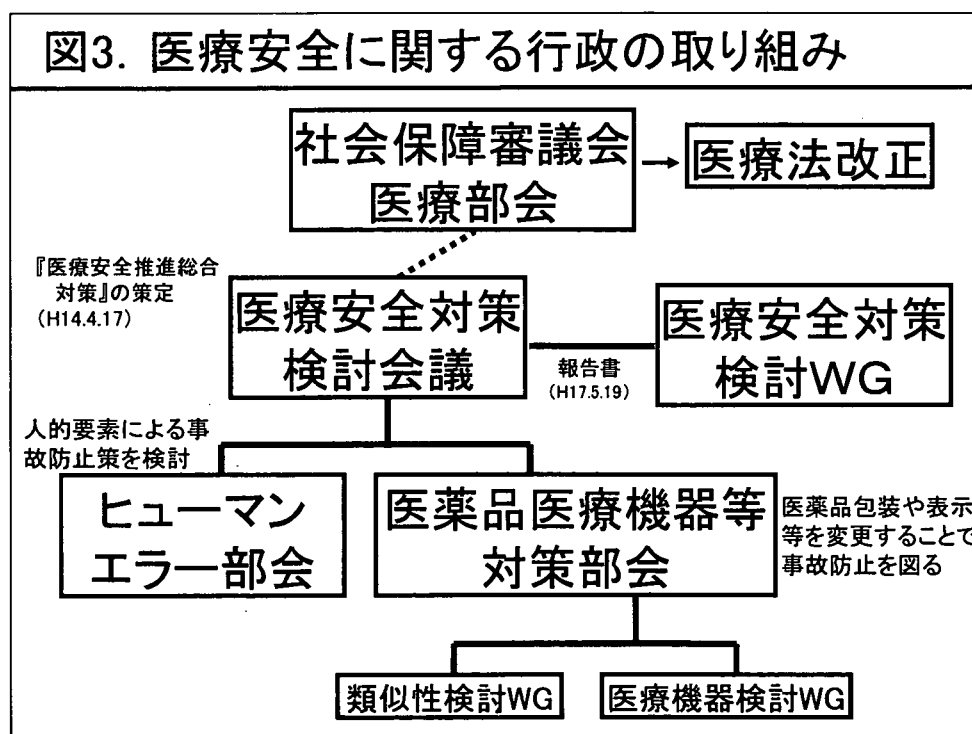 図3. 医療安全に関する行政の取り組み
社会保障審議会
医療部会
医療法改正
『医療安全推進総合
対策』の策定
(H14.4.17)
医療安全対策
検討会議
報告書
(H17.5.19)
医療安全対策
検討WG
人的要素による事
故防止策を検討
ヒューマン
エラー部会
医薬品医療機器等
対策部会
医薬品包装や表示
等を変更することで
事故防止を図る
類似性検討WG
医療機器検討WG